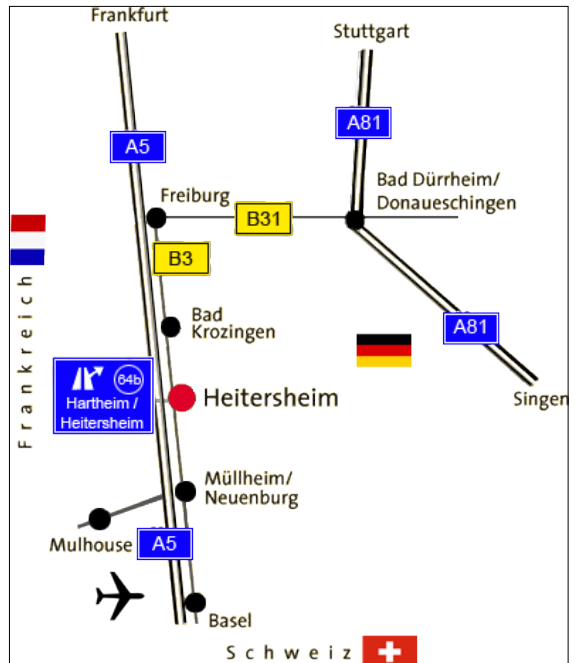 Frankfurt
Stuttgart
A81
A5
Bad Dürrheim/
Donaueschingen
Freiburg
B31
B3
Frankreich
Bad
Krozingen
A81
64b
Hartheim /
Heitersheim
Heitersheim
Singen
Müllheim/
Neuenburg
Mulhouse
A5
Basel
Schweiz